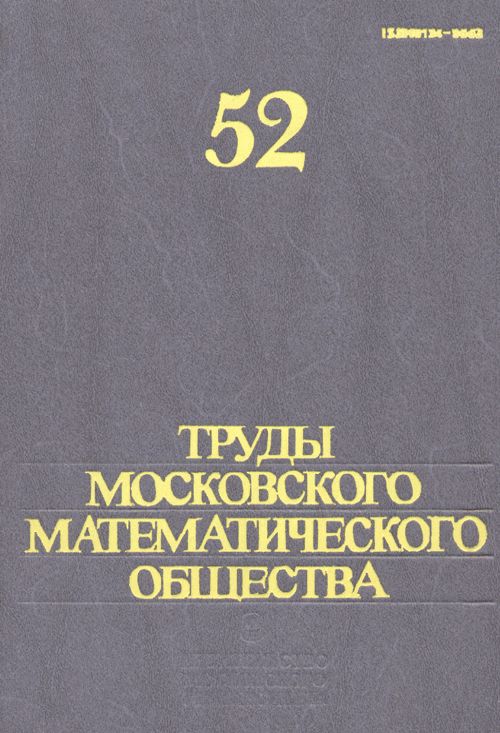 52
ТРУДЫ
МОСКОВСКОГО
МАТЕМАТИЧЕСКОГО
ОБЩЕСТВА